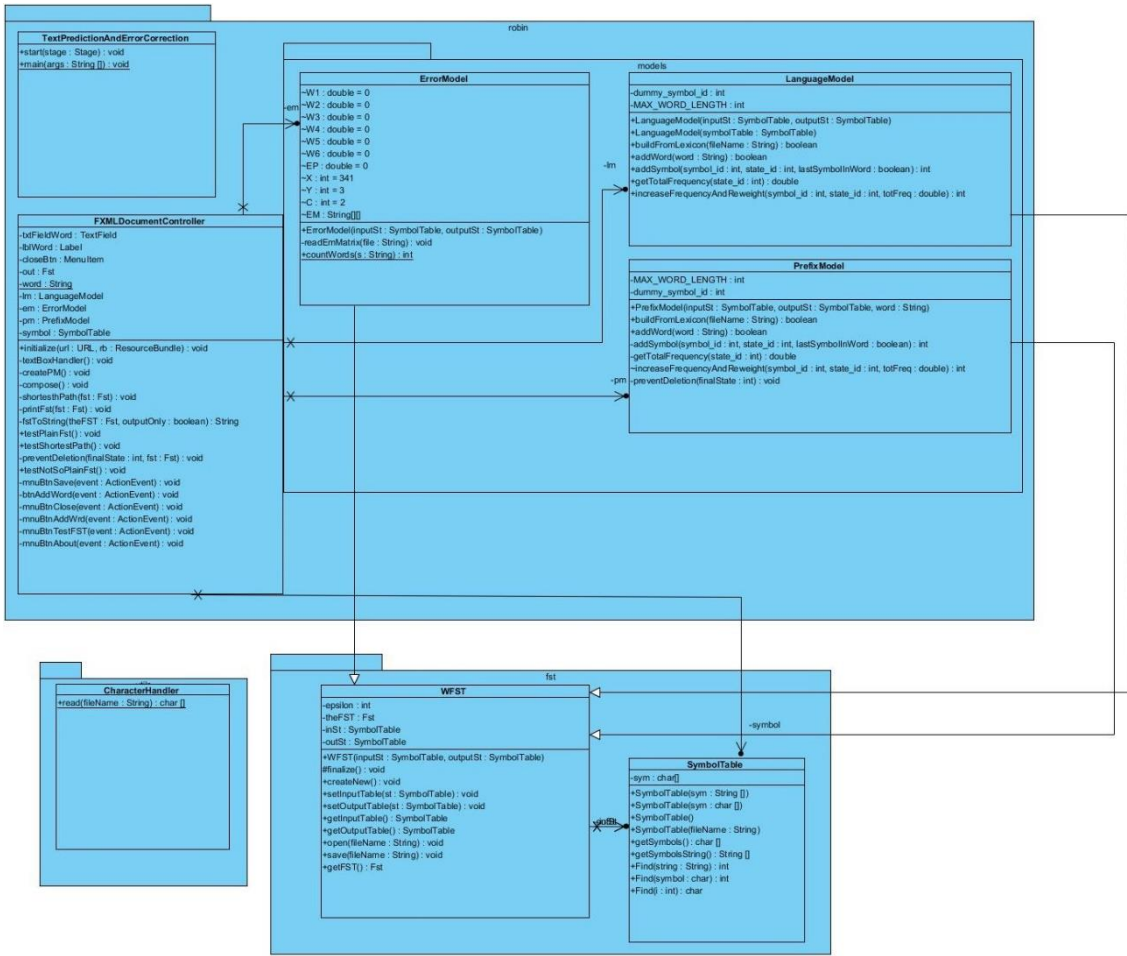 robin
TextPredictionAndErrorCorrection
+start(stage : Stage) : void
+main(args : String []) : void
models
ErrorModel
~W1 : double = 0
~W2 : double = 0
~W3 : double = 0
~W4 : double = 0
~W5 : double = 0
~W6 : double = 0
~EP : double = 0
~X : int = 341
~Y : int = 3
~C : int = 2
~EM : String[][]
+ErrorModel(inputSt : SymbolTable, outputSt : SymbolTable)
-readEmMatrix(file : String) : void
+countWords(s : String) : int
-em
LanguageModel
-dummy_symbol_id : int
-MAX_WORD_LENGTH : int
+LanguageModel(inputSt : SymbolTable, outputSt : SymbolTable)
+LanguageModel(symbolTable : SymbolTable)
+buildFromLexicon(fileName : String) : boolean
+addWord(word : String) : boolean
+addSymbol(symbol_id : int, state_id : int, lastSymbolInWord : boolean) : int
+getTotalFrequency(state_id : int) : double
+increaseFrequencyAndReweight(symbol_id : int, state_id : int, totFreq : double) : int
-lm
FXMLDocumentController
-txtFieldWord : TextField
-lblWord : Label
-closeBtn : MenuItem
-out : Fst
-word : String
-lm : LanguageModel
-em : ErrorModel
-pm : PrefixModel
-symbol : SymbolTable
+initialize(url : URL, rb : ResourceBundle) : void
-textBoxHandler() : void
-createPM() : void
-compose() : void
-shortesthPath(fst : Fst) : void
-printFst(fst : Fst) : void
-fstToString(theFST : Fst, outputOnly : boolean) : String
+testPlainFst() : void
+testShortestPath() : void
-preventDeletion(finalState : int, fst : Fst) : void
+testNotSoPlainFst() : void
-mnuBtnSave(event : ActionEvent) : void
-btnAddWord(event : ActionEvent) : void
-mnuBtnClose(event : ActionEvent) : void
-mnuBtnAddWrd(event : ActionEvent) : void
-mnuBtnTestFST(event : ActionEvent) : void
-mnuBtnAbout(event : ActionEvent) : void
PrefixModel
-MAX_WORD_LENGTH : int
-dummy_symbol_id : int
+PrefixModel(inputSt : SymbolTable, outputSt : SymbolTable, word : String)
+buildFromLexicon(fileName : String) : boolean
+addWord(word : String) : boolean
-addSymbol(symbol_id : int, state_id : int, lastSymbolInWord : boolean) : int
-getTotalFrequency(state_id : int) : double
~increaseFrequencyAndReweight(symbol_id : int, state_id : int, totFreq : double) : int
-preventDeletion(finalState : int) : void
-pm
CharacterHandler
+read(fileName : String) : char []
fst
WFST
-epsilon : int
-theFST : Fst
-inSt : SymbolTable
-outSt : SymbolTable
+WFST(inputSt : SymbolTable, outputSt : SymbolTable)
#finalize() : void
+createNew() : void
+setInputTable(st : SymbolTable) : void
+setOutputTable(st : SymbolTable) : void
+getInputTable() : SymbolTable
+getOutputTable() : SymbolTable
+open(fileName : String) : void
+save(fileName : String) : void
+getFST() : Fst
-symbol
SymbolTable
-sym : char[]
+SymbolTable(sym : String [])
+SymbolTable(sym : char [])
+SymbolTable()
+SymbolTable(fileName : String)
+getSymbols() : char []
+getSymbolsString() : String []
+Find(string : String) : int
+Find(symbol : char) : int
+Find(i : int) : char